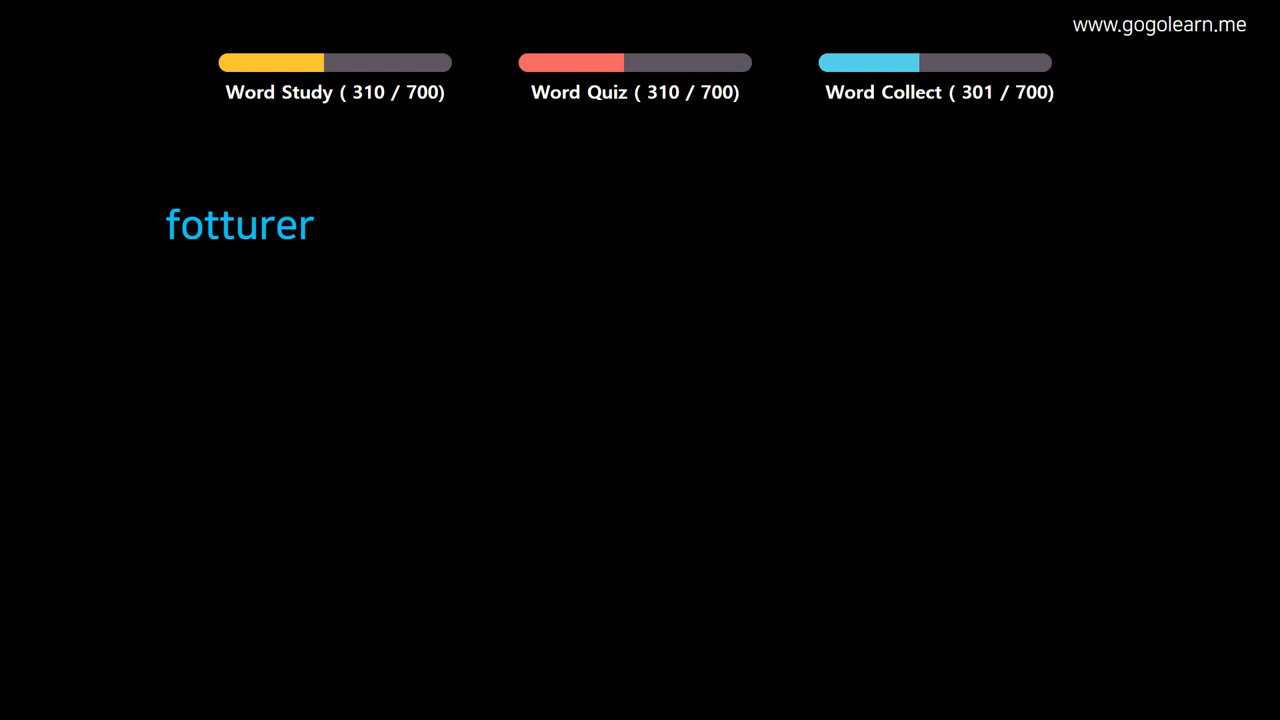 www.gogolearn.me
Word Study ( 310 / 700)
Word Quiz ( 310 / 700)
Word Collect ( 301 / 700)
fotturer